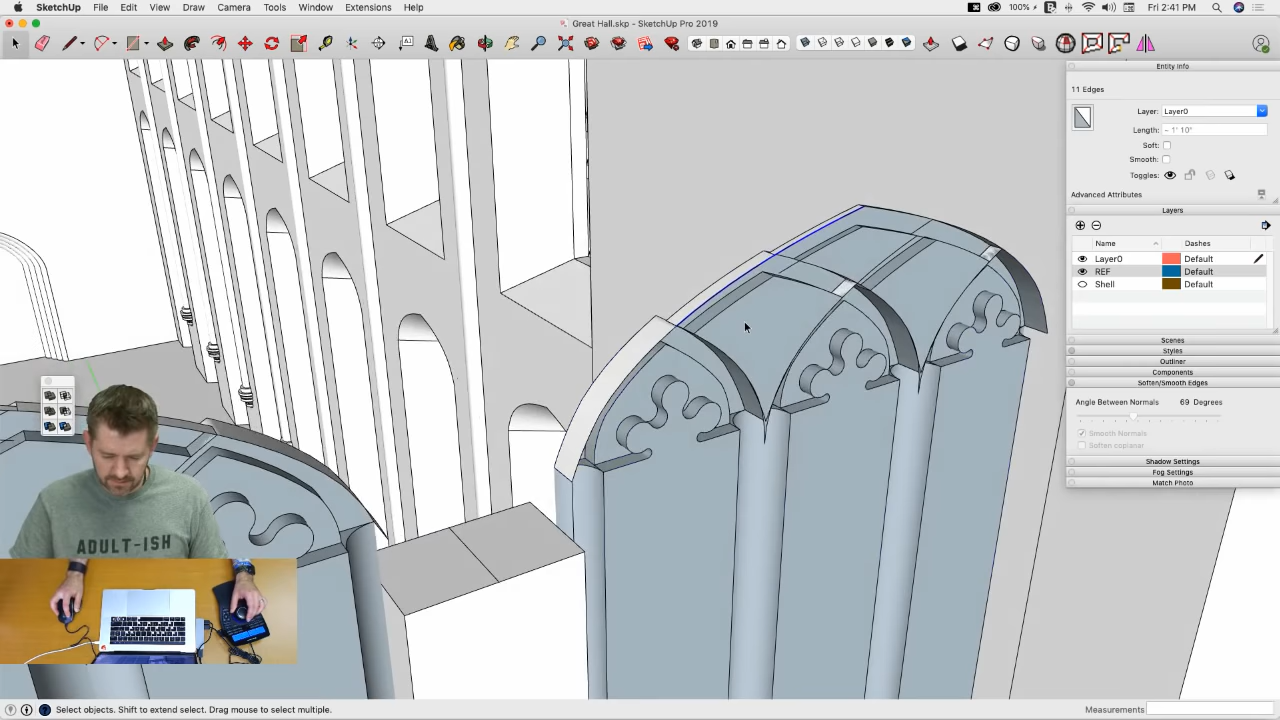 SketchUp File Edit View Draw Camera Tools Window Extensions Help 100% Fri 2:41 PM
Great Hall.skp - SketchUp Pro 2019
Entity Info
11 Edges
Layer: Layer0
Length: ~ 1' 10"
Soft:
Smooth:
Toggles:
Advanced Attributes
Layers
Name Dashes
Layer0 Default
REF Default
Shell Default
Scenes
Styles
Outliner
Components
Soften/Smooth Edges
Angle Between Normals 69 Degrees
Smooth Normals
Soften coplanar
Shadow Settings
Fog Settings
Match Photo
ADULT-ISH
Select objects. Shift to extend select. Drag mouse to select multiple. Measurements